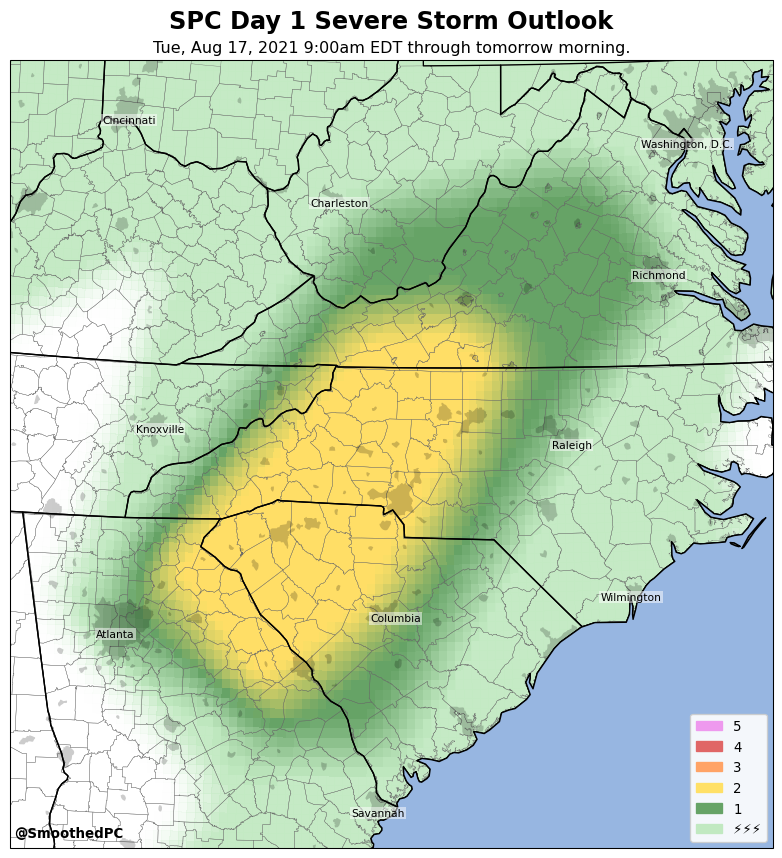 SPC Day 1 Severe Storm Outlook
Tue, Aug 17, 2021 9:00am EDT through tomorrow morning.
Cincinnati
Washington, D.C.
Charleston
Richmond
Knoxville
Raleigh
Wilmington
Columbia
Atlanta
Savannah
5
4
3
2
1
⚡⚡⚡
@SmoothedPC